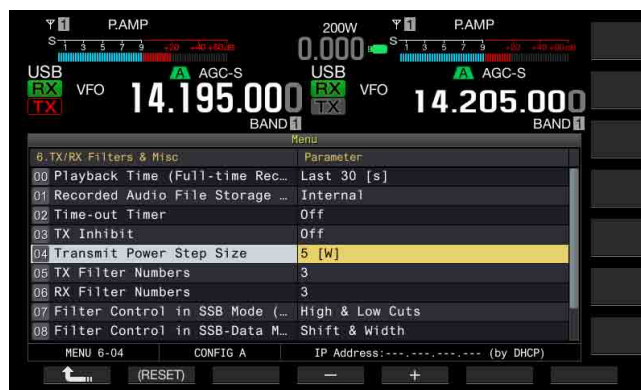 1 P.AMP 200W 1 P.AMP
S 1 3 5 7 9 +20 +40 +60dB 0.000 S 1 3 5 7 9 +20 +40 +60dB
USB A AGC-S USB A AGC-S
RX VFO 14.195.000 RX VFO 14.205.000
TX TX
BAND 1 BAND 1
Menu
6.TX/RX Filters & Misc Parameter
00 Playback Time (Full-time Rec… Last 30 [s]
01 Recorded Audio File Storage … Internal
02 Time-out Timer Off
03 TX Inhibit Off
04 Transmit Power Step Size 5 [W]
05 TX Filter Numbers 3
06 RX Filter Numbers 3
07 Filter Control in SSB Mode (… High & Low Cuts
08 Filter Control in SSB-Data M… Shift & Width
MENU 6-04 CONFIG A IP Address:---.---.---.--- (by DHCP)
(RESET) − +